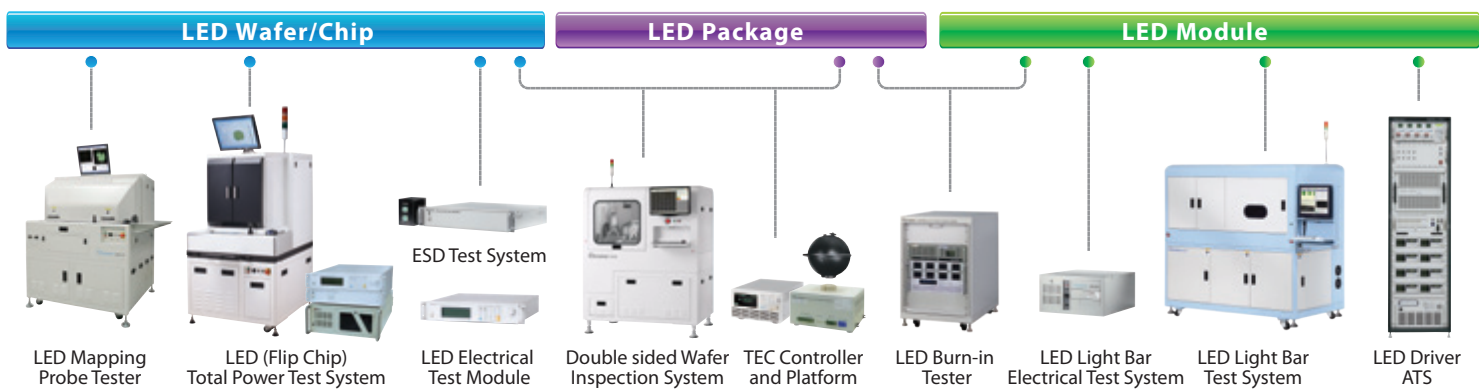 LED Wafer/Chip
LED Package
LED Module
ESD Test System
LED Mapping
Probe Tester
LED (Flip Chip)
Total Power Test System
LED Electrical
Test Module
Double sided Wafer
Inspection System
TEC Controller
and Platform
LED Burn-in
Tester
LED Light Bar
Electrical Test System
LED Light Bar
Test System
LED Driver
ATS